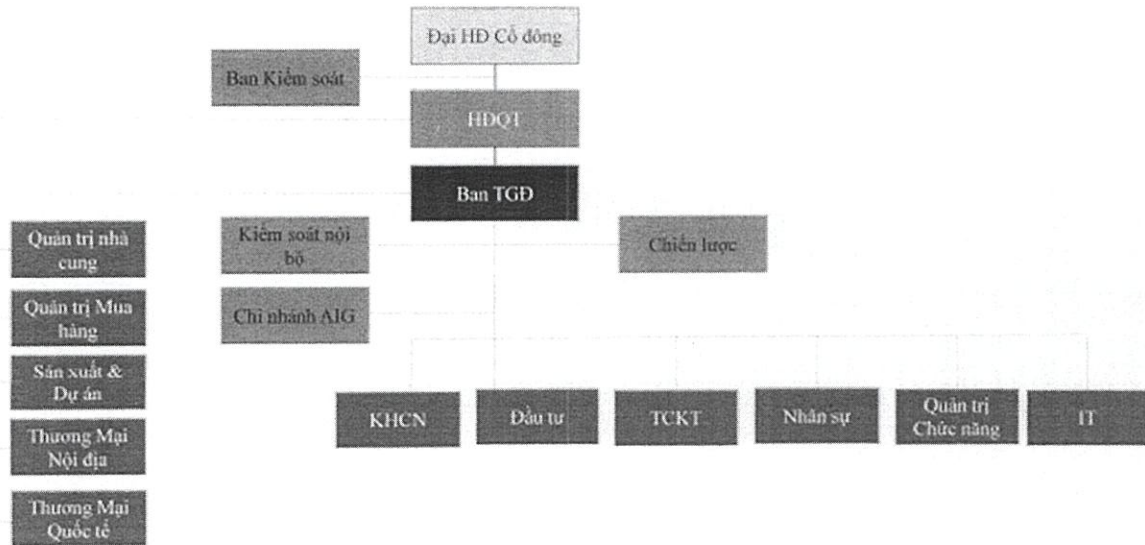 Đại HĐ Cổ đông
Ban Kiểm soát
HĐQT
Ban TGĐ
Quản trị nhà
cung
Kiểm soát nội
bộ
Chiến lược
Quản trị Mua
hàng
Chi nhánh AIG
Sản xuất &
Dự án
KHCN
Đầu tư
TCKT
Nhân sự
Quản trị
Chức năng
IT
Thương Mại
Nội địa
Thương Mại
Quốc tế